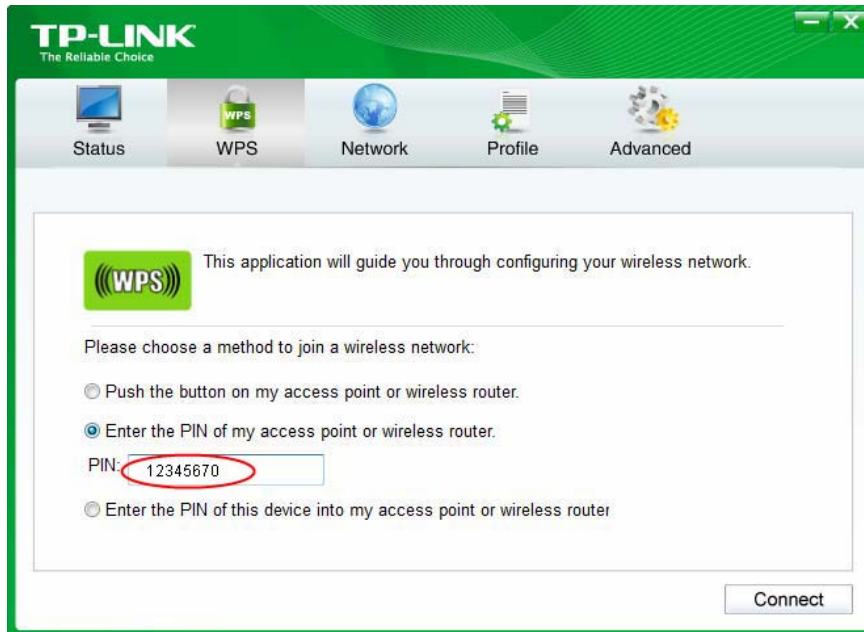 TP-LINK
The Reliable Choice
WPS
Status WPS Network Profile Advanced
((WPS))
This application will guide you through configuring your wireless network.
Please choose a method to join a wireless network:
Push the button on my access point or wireless router.
Enter the PIN of my access point or wireless router.
PIN: 12345670
Enter the PIN of this device into my access point or wireless router
Connect